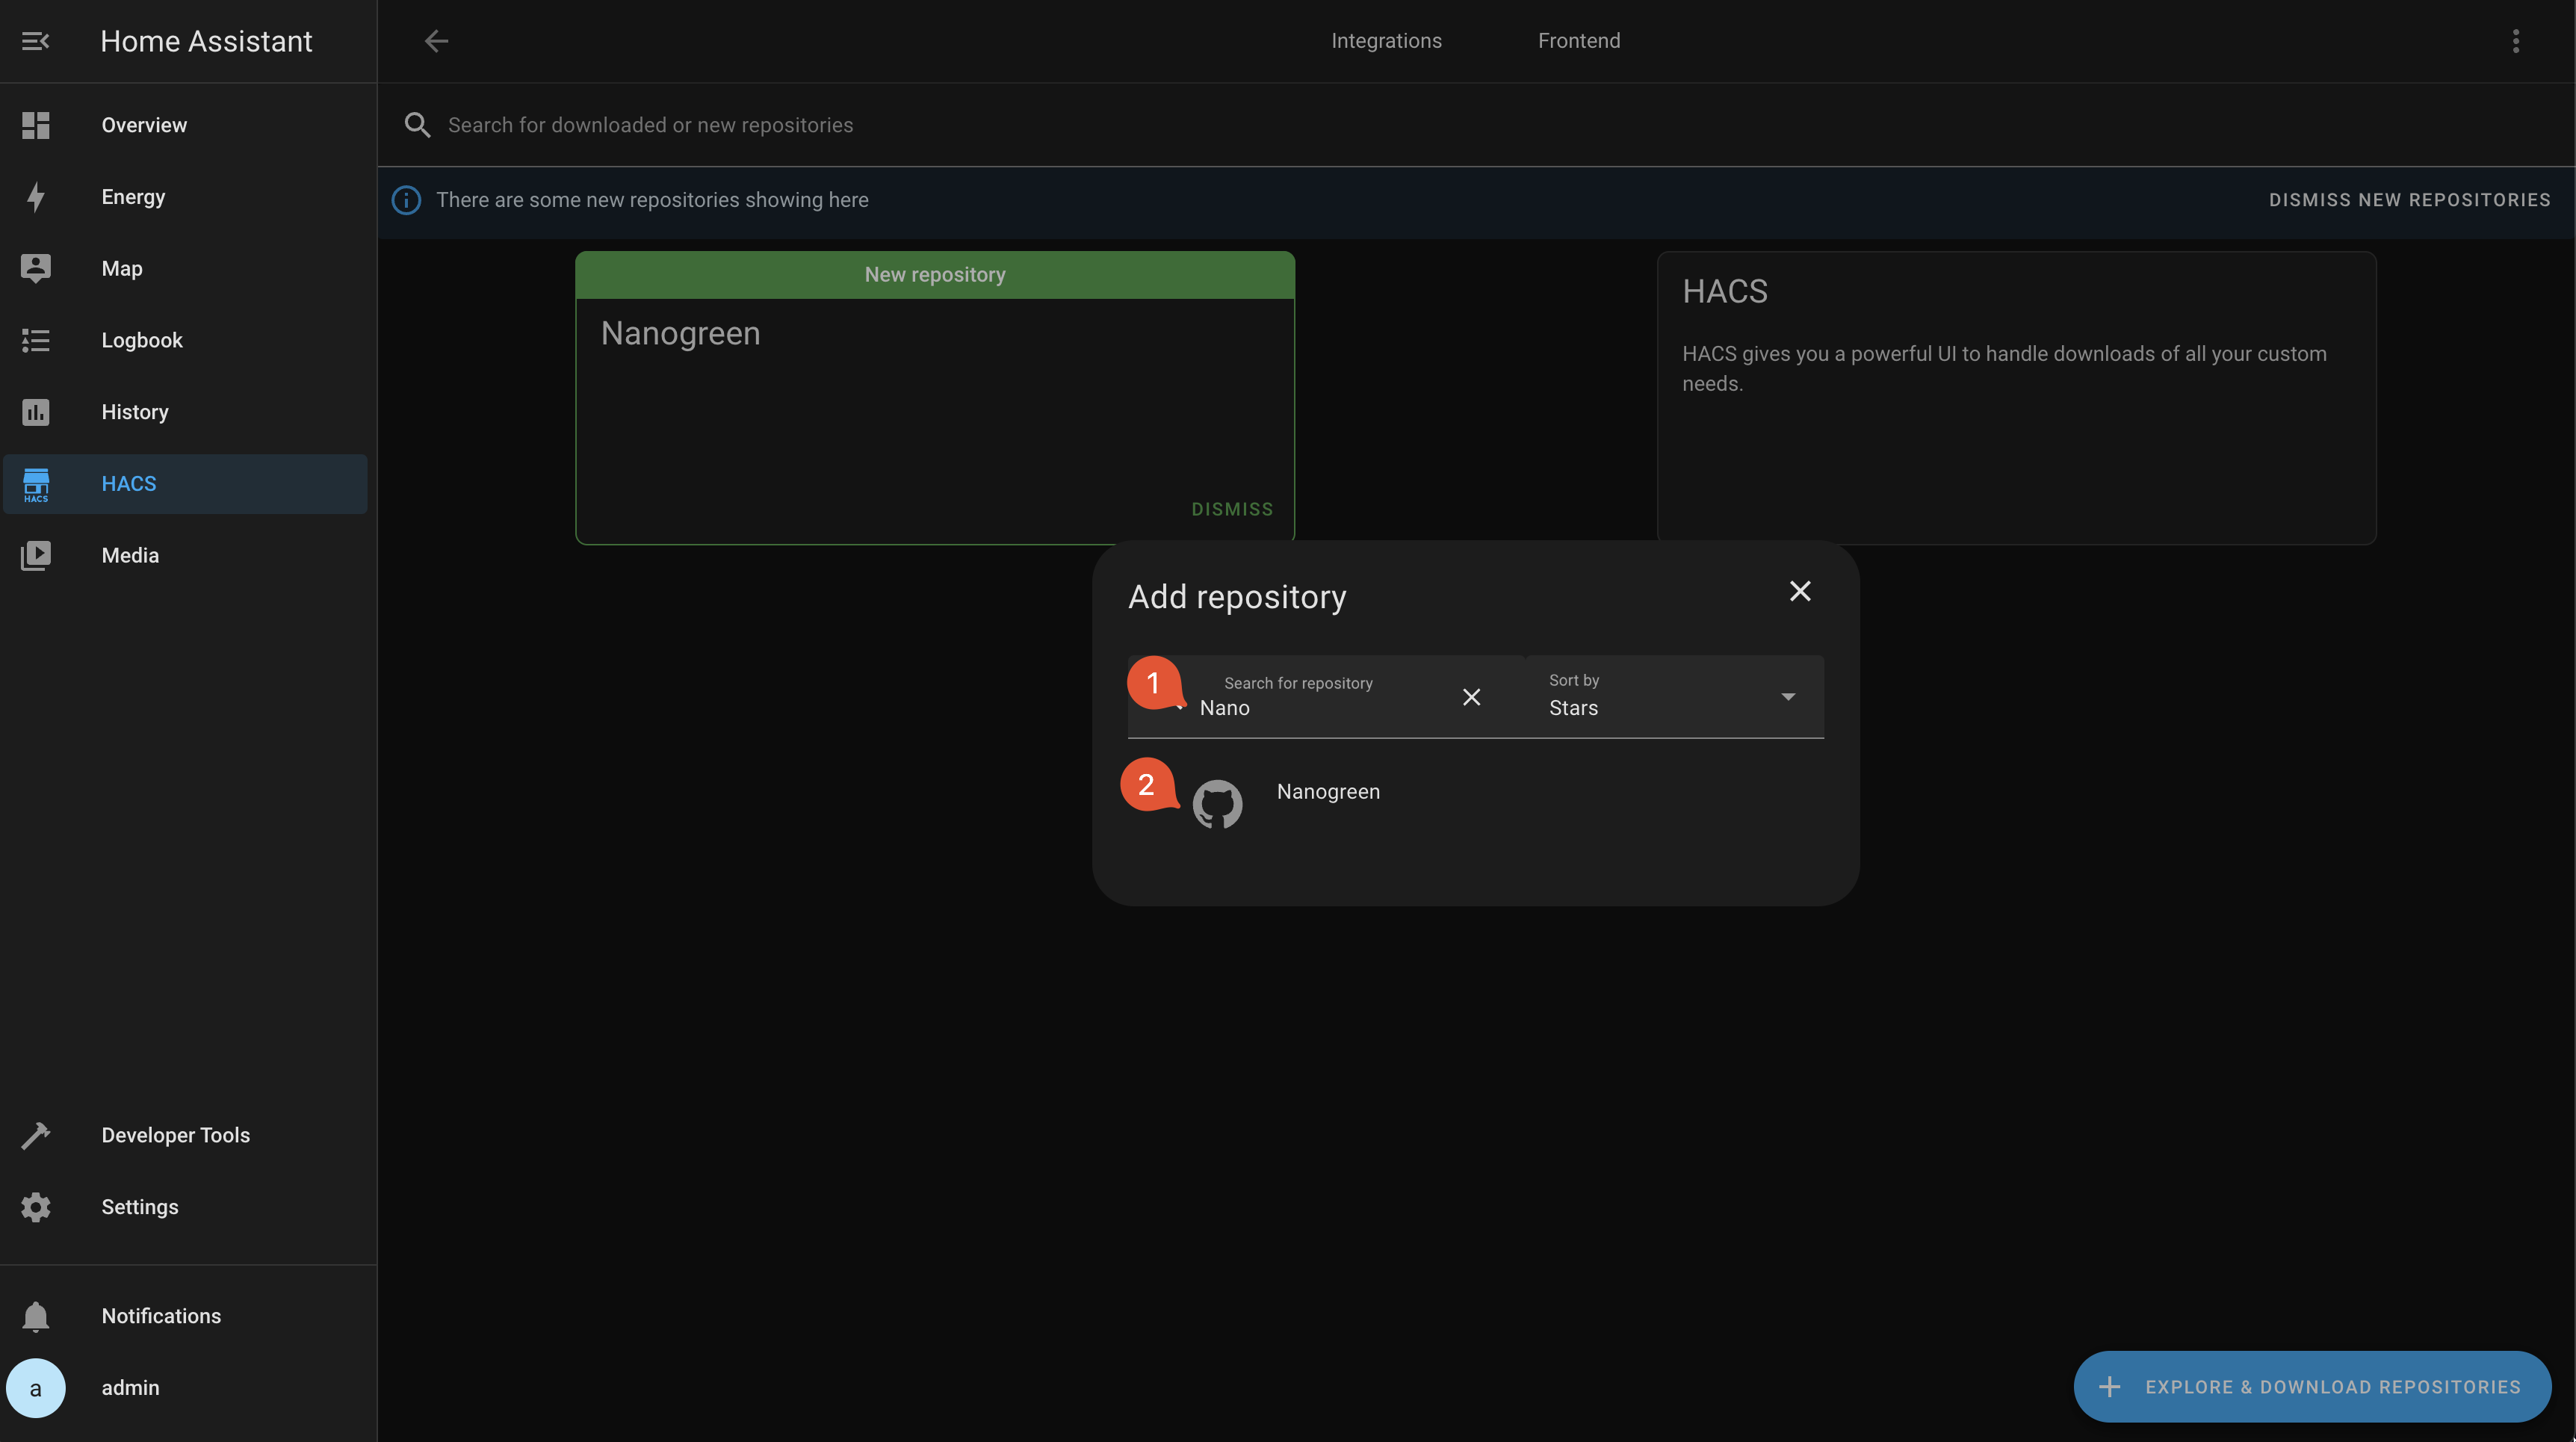 Home Assistant
Integrations
Frontend
Overview
Energy
Map
Logbook
History
HACS
HACS
Media
Developer Tools
Settings
Notifications
a
admin
Search for downloaded or new repositories
There are some new repositories showing here
DISMISS NEW REPOSITORIES
New repository
Nanogreen
DISMISS
HACS
HACS gives you a powerful UI to handle downloads of all your custom
needs.
Add repository
1
Search for repository
Nano
Sort by
Stars
2
Nanogreen
EXPLORE & DOWNLOAD REPOSITORIES